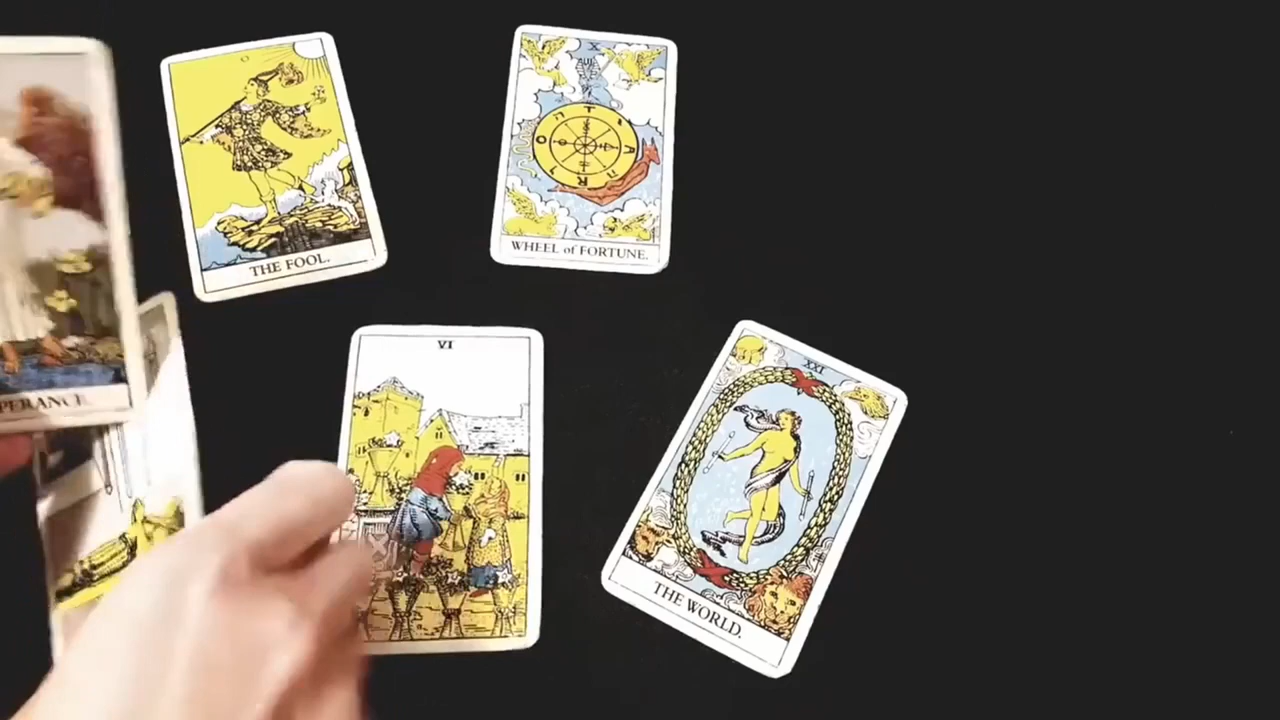 X
T
A
R
O
THE FOOL.
WHEEL of FORTUNE.
VI
XXI
PERANCE.
THE WORLD.